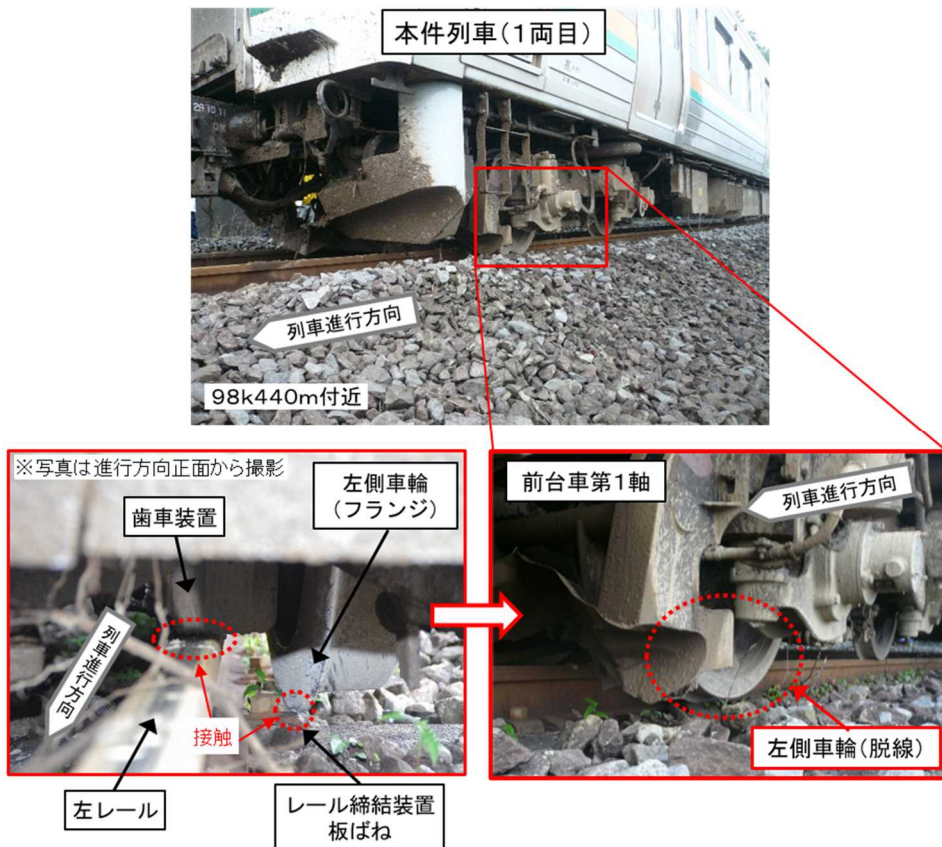 本件列車(1両目)
列車進行方向
98k440m付近
※写真は進行方向正面から撮影
歯車装置
左側車輪
(フランジ)
列車進行方向
接触
左レール
レール締結装置
板ばね
前台車第1軸
列車進行方向
左側車輪(脱線)